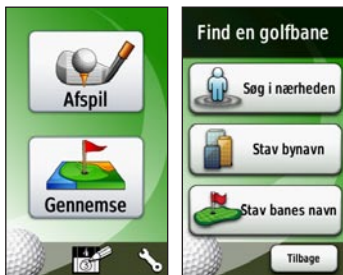 Afspil
Gennemse
Find en golfbane
Søg i nærheden
Stav bynavn
Stav banes navn
Tilbage